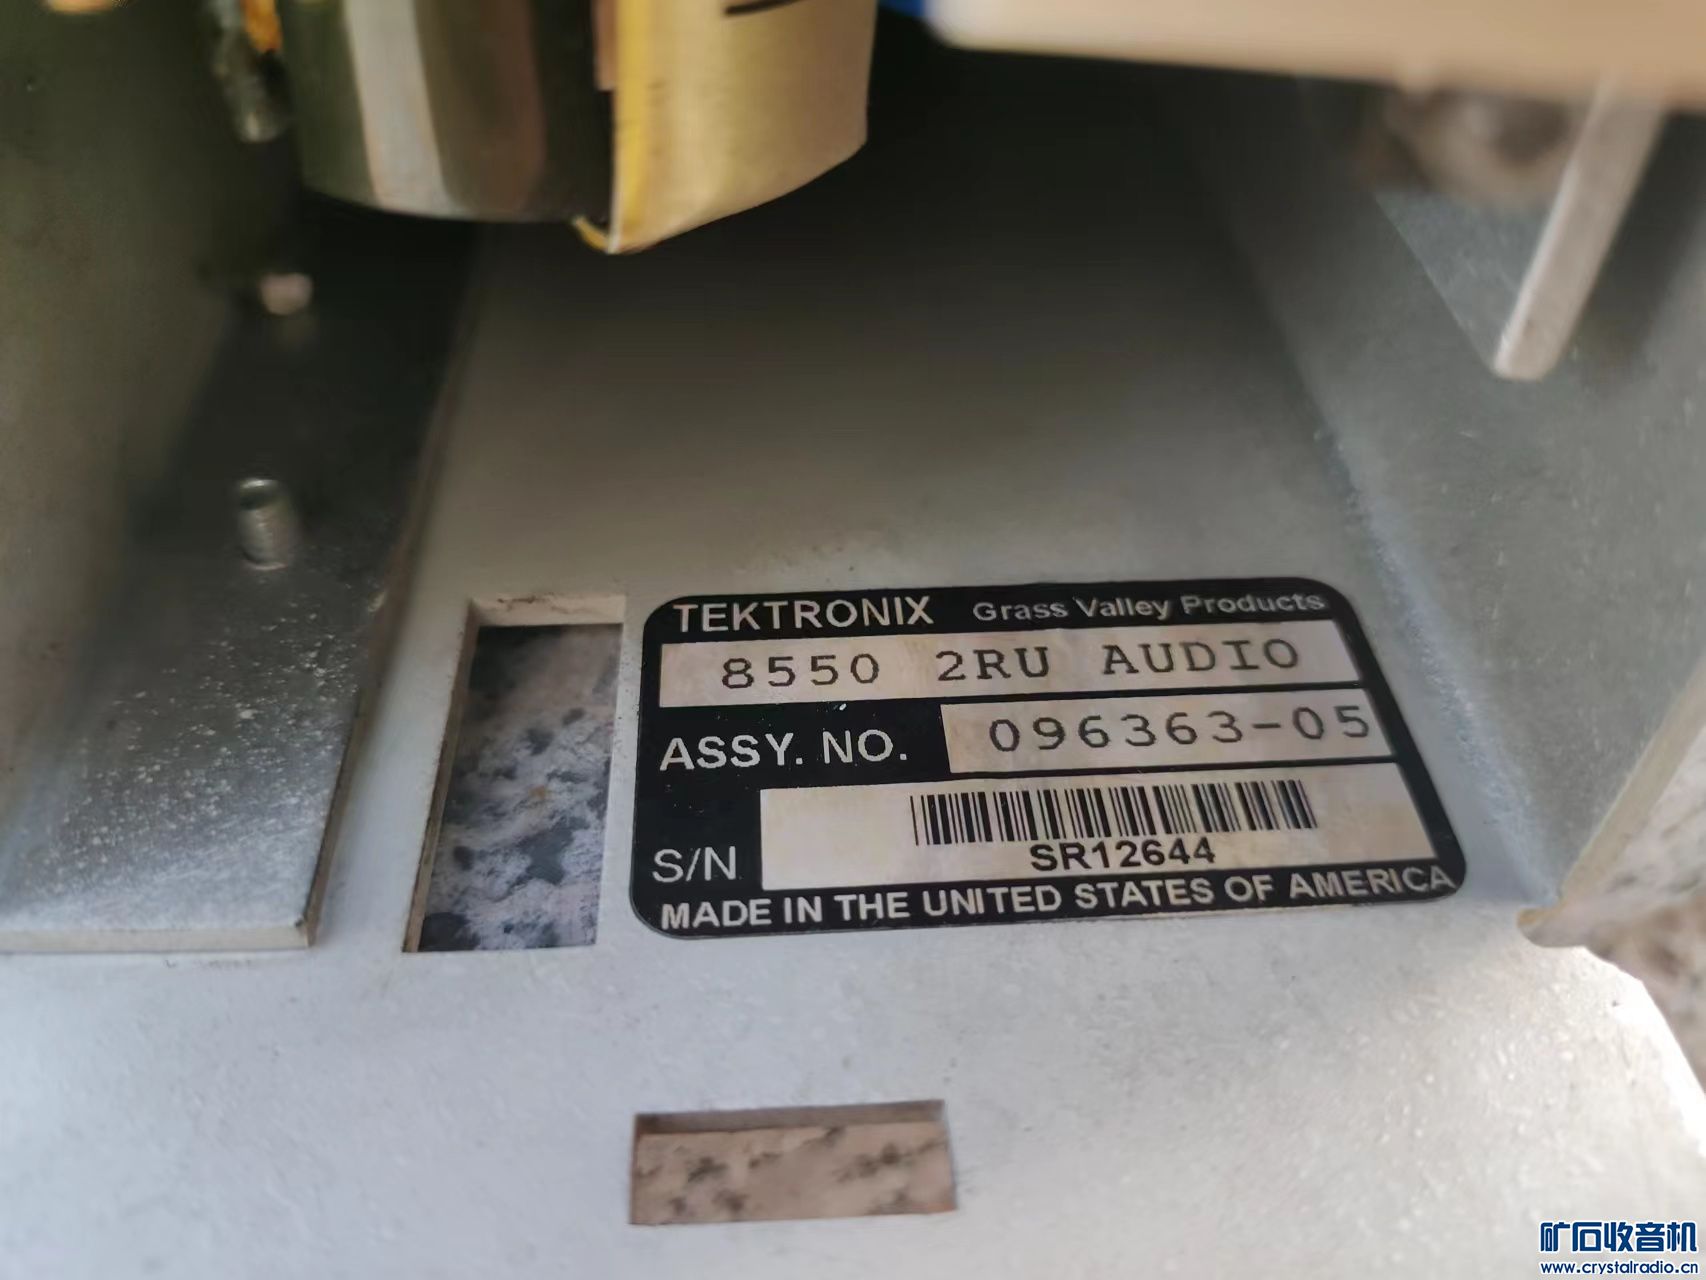 TEKTRONIX Grass Valley Products
8550 2RU AUDIO
ASSY. NO. 096363-05
SR12644
S/N
MADE IN THE UNITED STATES OF AMERICA
矿石收音机
www.crystalradio.cn